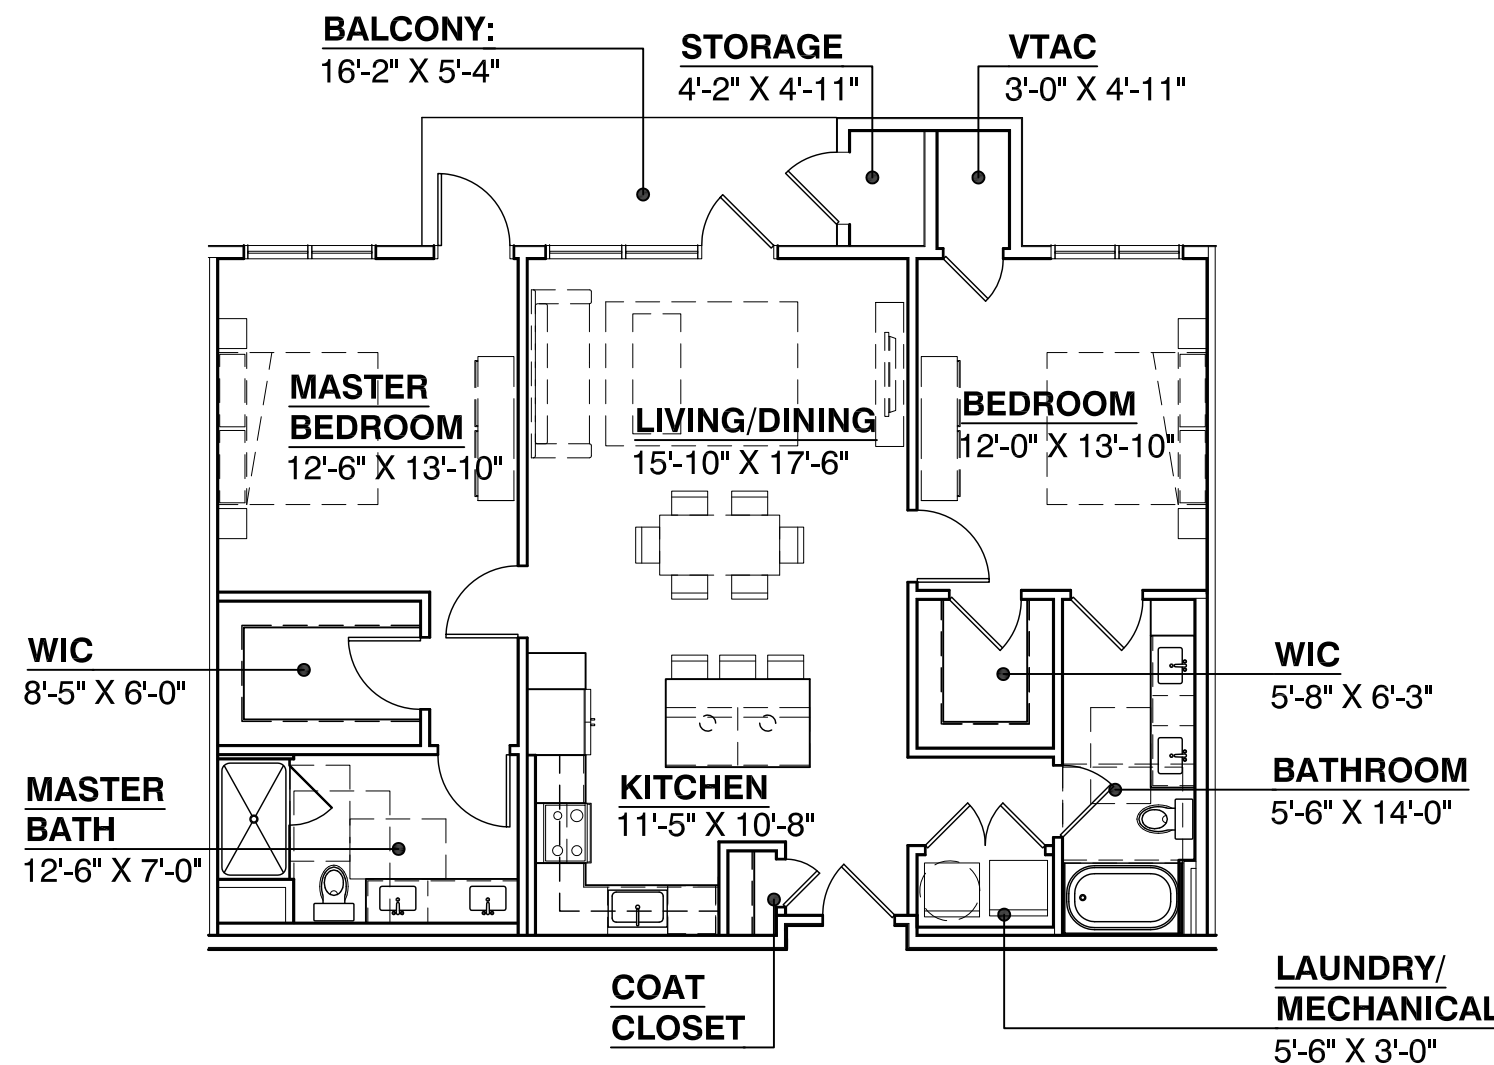 BALCONY:
16'-2" X 5'-4"
STORAGE
4'-2" X 4'-11"
VTAC
3'-0" X 4'-11"
MASTER
BEDROOM
12'-6" X 13'-10"
LIVING/DINING
15'-10" X 17'-6"
BEDROOM
12'-0" X 13'-10"
WIC
8'-5" X 6'-0"
WIC
5'-8" X 6'-3"
MASTER
BATH
12'-6" X 7'-0"
KITCHEN
11'-5" X 10'-8"
BATHROOM
5'-6" X 14'-0"
COAT
CLOSET
LAUNDRY/
MECHANICAL
5'-6" X 3'-0"